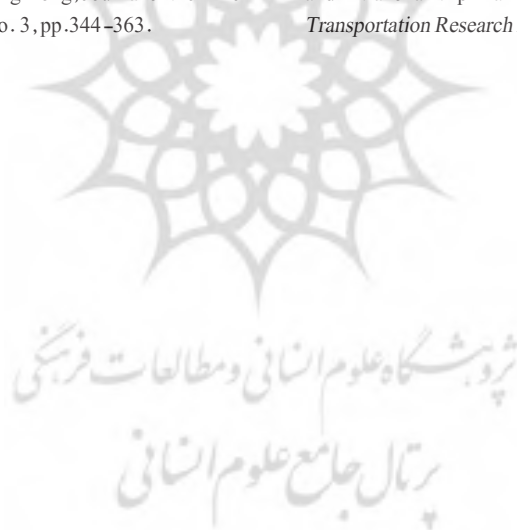 o. 3,pp.344–363. Transportation Research
پژوهشگاه علوم انسانی و مطالعات فرهنگی
پرتال جامع علوم انسانی